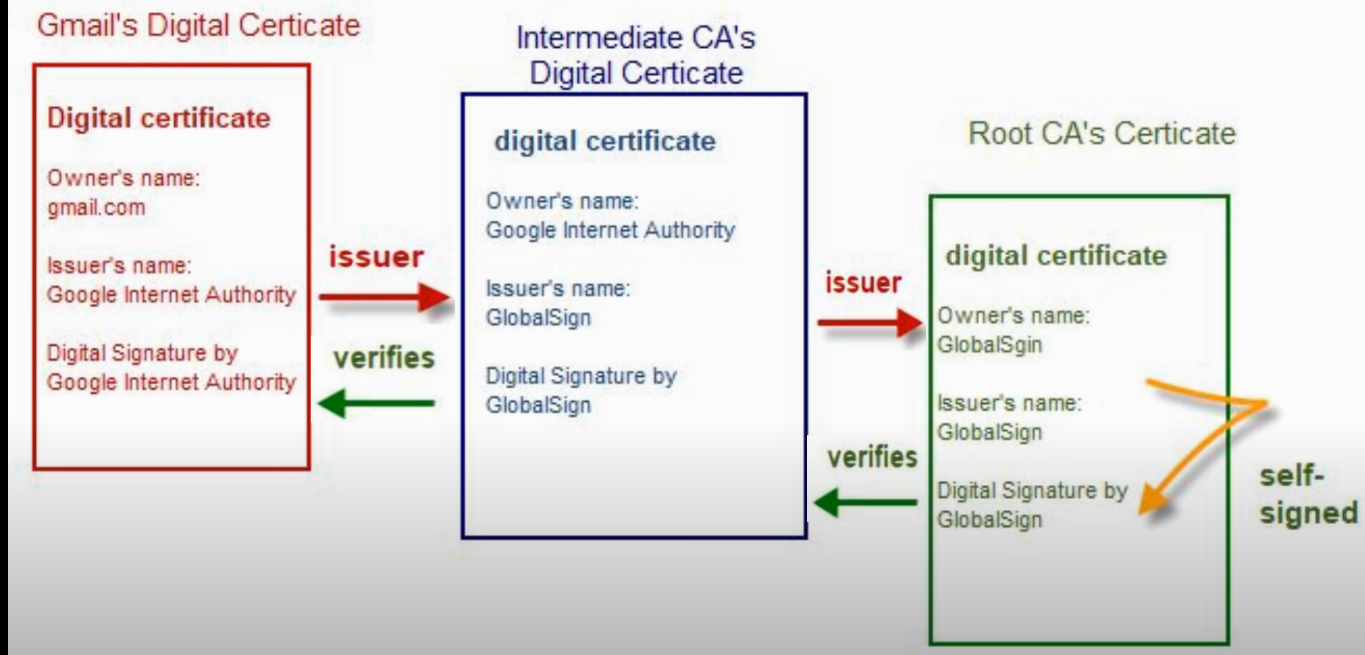 Gmail's Digital Certicate
Digital certificate
Owner's name:
gmail.com
Issuer's name:
Google Internet Authority
Digital Signature by
Google Internet Authority
issuer
verifies
Intermediate CA's
Digital Certicate
digital certificate
Owner's name:
Google Internet Authority
Issuer's name:
GlobalSign
Digital Signature by
GlobalSign
issuer
verifies
Root CA's Certicate
digital certificate
Owner's name:
GlobalSgin
Issuer's name:
GlobalSign
Digital Signature by
GlobalSign
self-
signed